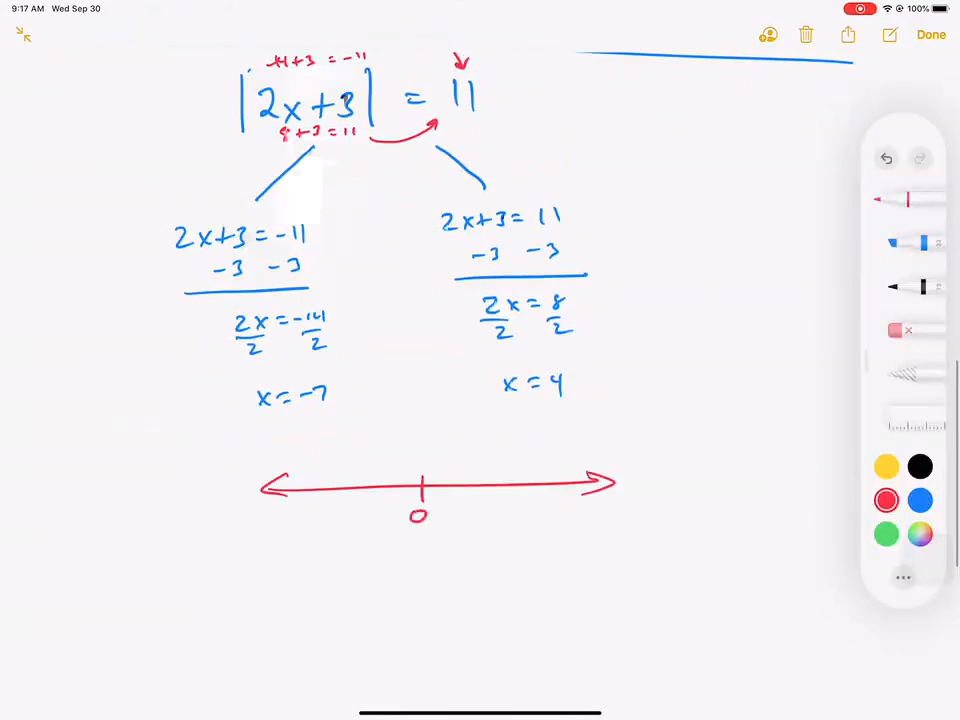 9:17 AM Wed Sep 30
100%
Done
-14+3 = -11
|2x+3| = 11
8+3=11
2x+3=-11
-3 -3
2x=-14
2 2
x=-7
2x+3=11
-3 -3
2x=8
2 2
x=4
0